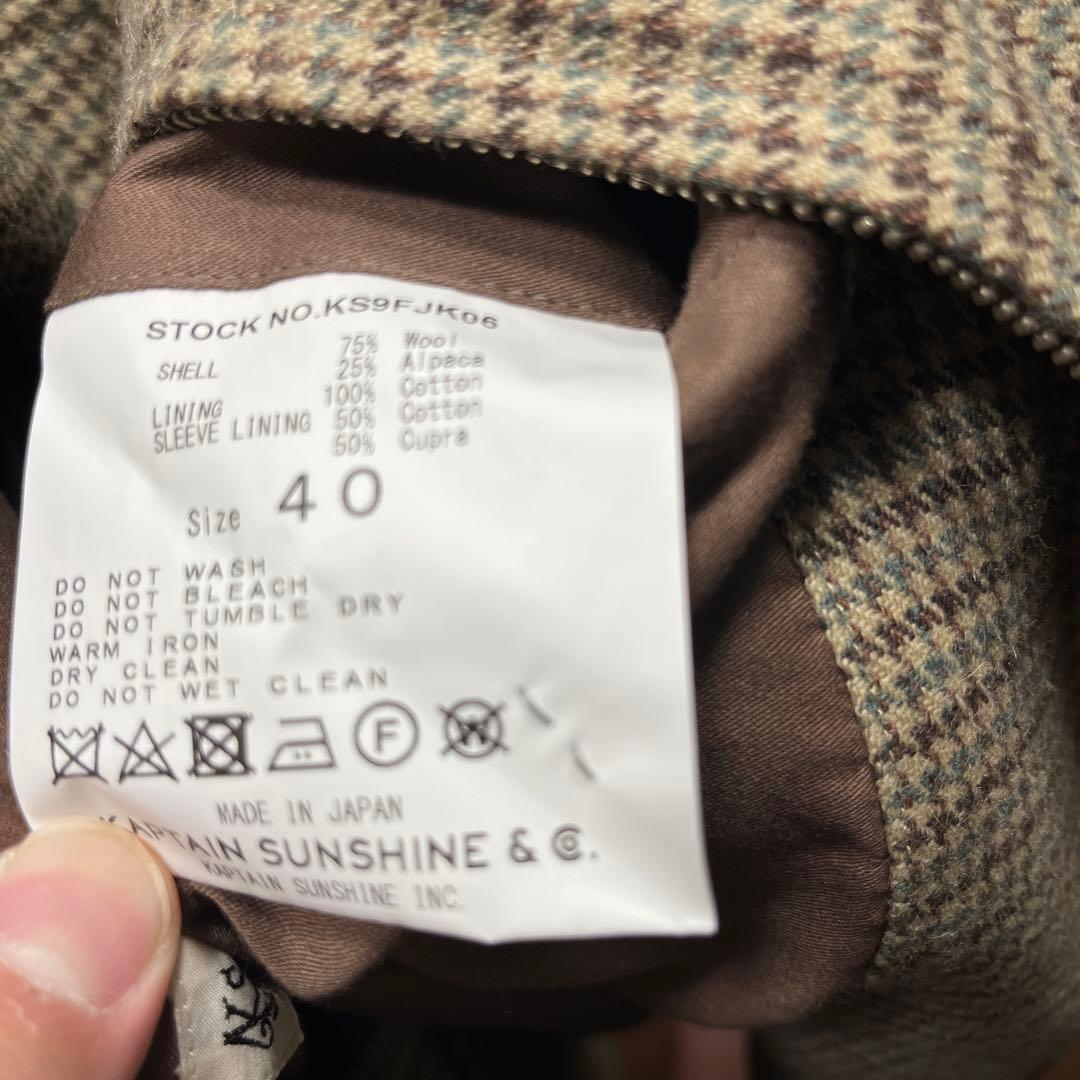 STOCK NO.KS9FJK06
SHELL 75% Wool
25% Alpaca
LINING 100% Cotton
SLEEVE LINING 50% Cotton
50% Cupra
Size 40
DO NOT WASH
DO NOT BLEACH
DO NOT TUMBLE DRY
WARM IRON
DRY CLEAN
DO NOT WET CLEAN
F W
MADE IN JAPAN
KAPTAIN SUNSHINE & Co.
KAPTAIN SUNSHINE INC.